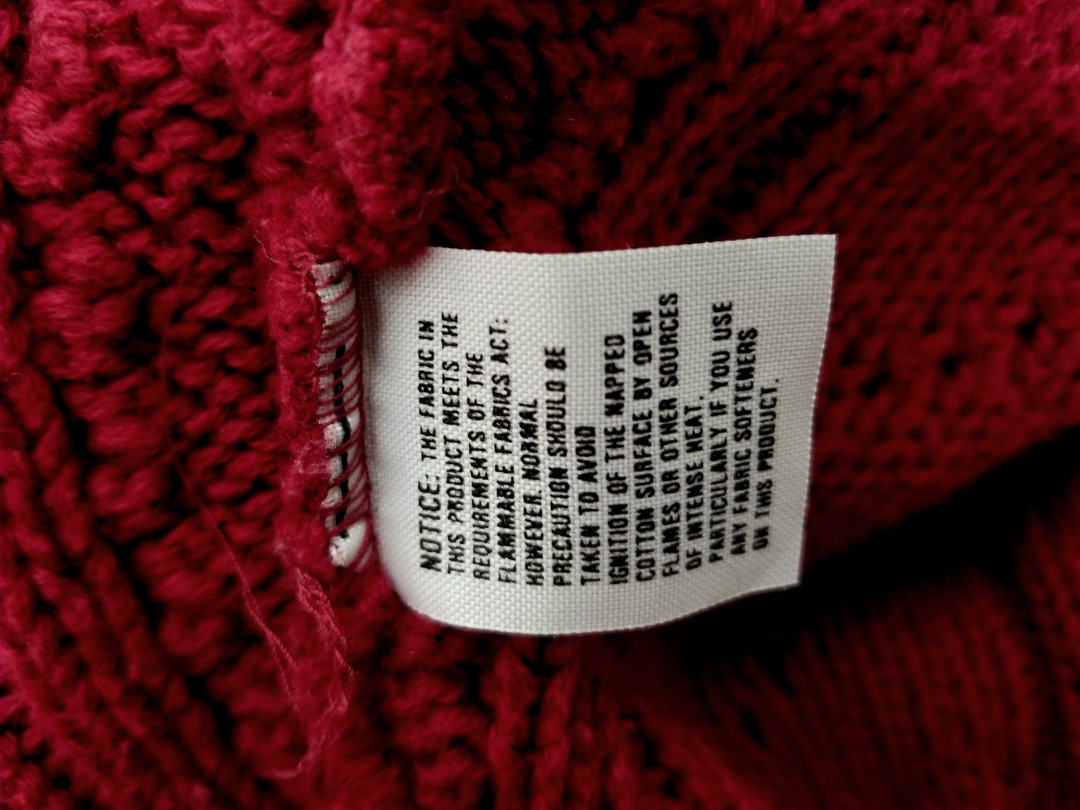 NOTICE: THE FABRIC IN
THIS PRODUCT MEETS THE
REQUIREMENTS OF THE
FLAMMABLE FABRICS ACT:
HOWEVER, NORMAL
PRECAUTION SHOULD BE
TAKEN TO AVOID
IGNITION OF THE NAPPED
COTTON SURFACE BY OPEN
FLAMES OR OTHER SOURCES
OF INTENSE HEAT,
PARTICULARLY IF YOU USE
ANY FABRIC SOFTENERS
ON THIS PRODUCT.